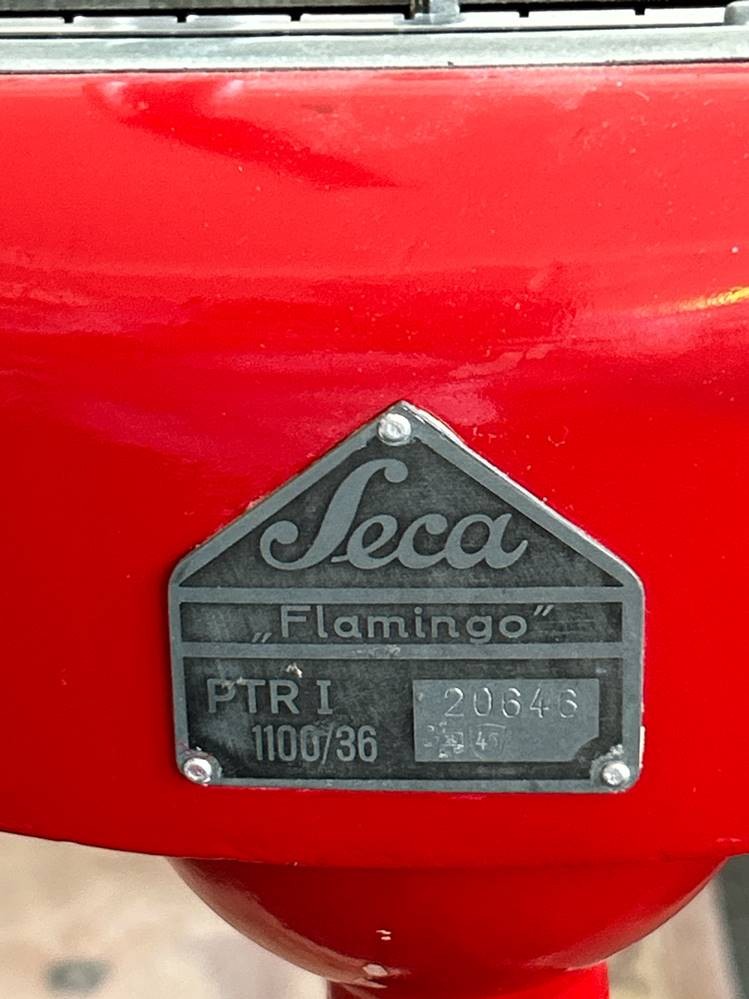 Seca
„Flamingo”
PTR I
20646
1100/36